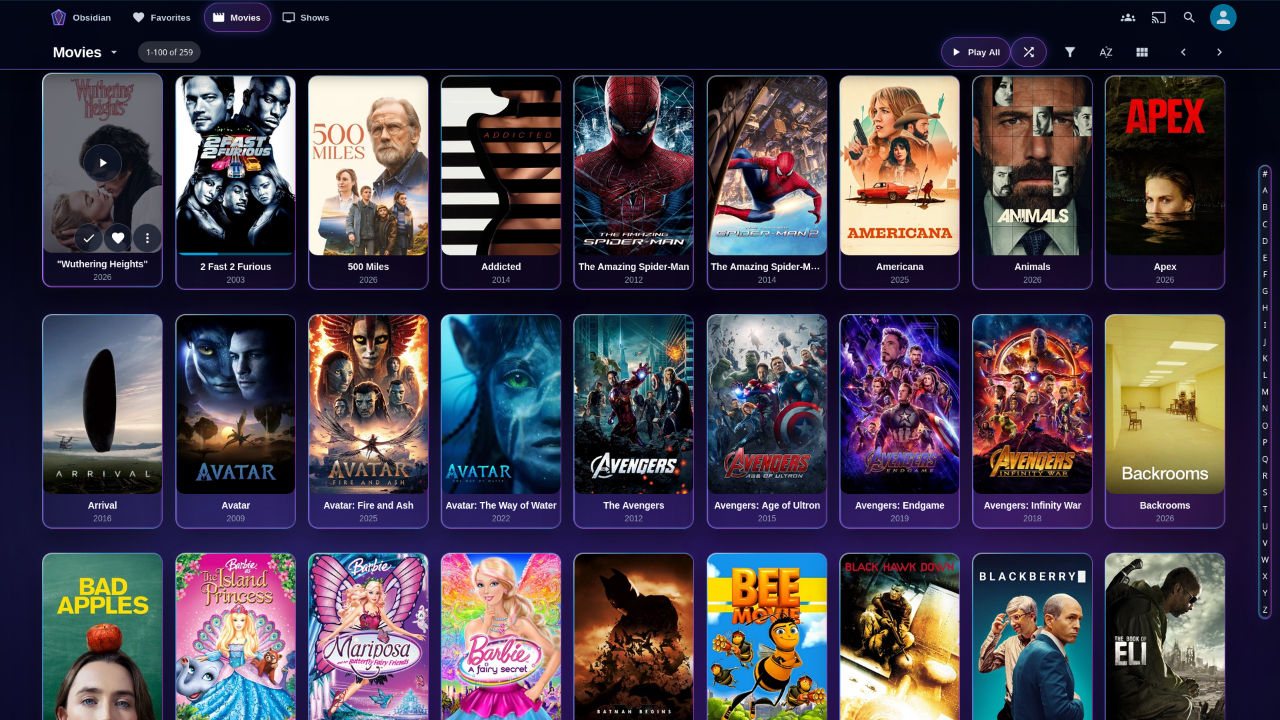 Obsidian
Favorites
Movies
Shows
Movies
1-100 of 259
Play All
AZ
Wuthering Heights
2 FAST 2 FURIOUS
500 MILES
ADDICTED
THE AMAZING SPIDER-MAN
AMERICANA
ANIMALS
APEX
"Wuthering Heights"
2026
2 Fast 2 Furious
2003
500 Miles
2026
Addicted
2014
The Amazing Spider-Man
2012
The Amazing Spider-M...
2014
Americana
2025
Animals
2026
Apex
2026
ARRIVAL
AVATAR
AVATAR
FIRE AND ASH
AVATAR
AVENGERS
AVENGERS
AGE OF ULTRON
AVENGERS
ENDGAME
AVENGERS
INFINITY WAR
Backrooms
Arrival
2016
Avatar
2009
Avatar: Fire and Ash
2025
Avatar: The Way of Water
2022
The Avengers
2012
Avengers: Age of Ultron
2015
Avengers: Endgame
2019
Avengers: Infinity War
2018
Backrooms
2026
BAD
APPLES
Barbie
as
The Island
Princess
Barbie
Mariposa
and her Butterfly Fairy Friends
Barbie
A fairy secret
BATMAN BEGINS
BEE
MOVIE
BLACK HAWK DOWN
BLACKBERRY
THE BOOK OF
ELI
#
A
B
C
D
E
F
G
H
I
J
K
L
M
N
O
P
Q
R
S
T
U
V
W
X
Y
Z